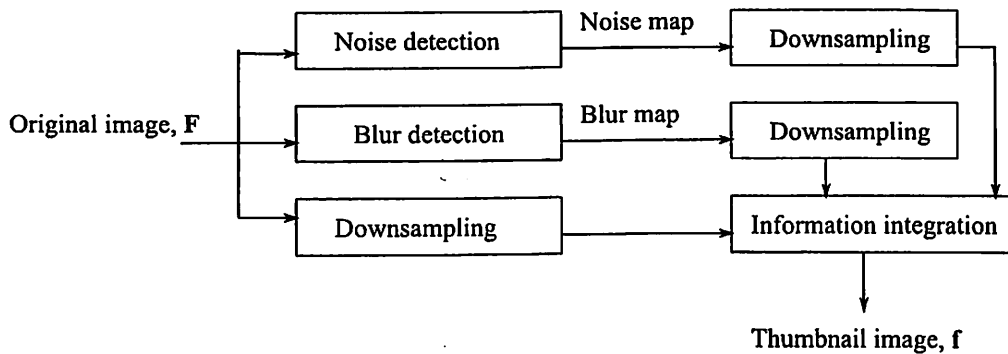 Noise detection
Noise map
Downsampling
Original image, F
Blur detection
Blur map
Downsampling
Downsampling
Information integration
Thumbnail image, f